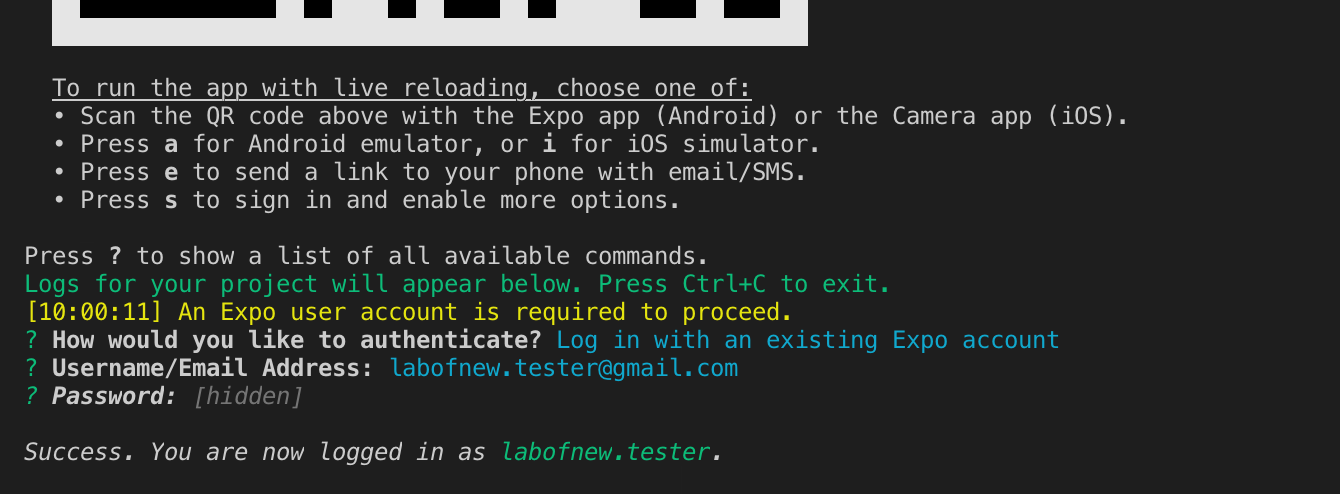 To run the app with live reloading, choose one of:
• Scan the QR code above with the Expo app (Android) or the Camera app (iOS).
• Press a for Android emulator, or i for iOS simulator.
• Press e to send a link to your phone with email/SMS.
• Press s to sign in and enable more options.
Press ? to show a list of all available commands.
Logs for your project will appear below. Press Ctrl+C to exit.
[10:00:11] An Expo user account is required to proceed.
? How would you like to authenticate? Log in with an existing Expo account
? Username/Email Address: labofnew.tester@gmail.com
? Password: [hidden]
Success. You are now logged in as labofnew.tester.